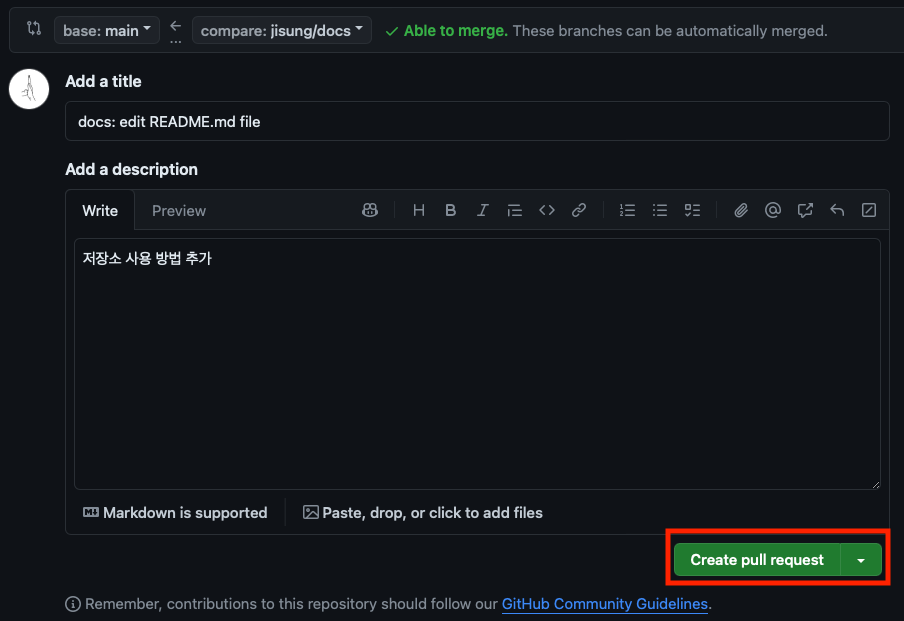 base: main ← compare: jisung/docs ✓ Able to merge. These branches can be automatically merged.
Add a title
docs: edit README.md file
Add a description
Write Preview
저장소 사용 방법 추가
Markdown is supported Paste, drop, or click to add files
Create pull request
Remember, contributions to this repository should follow our GitHub Community Guidelines.